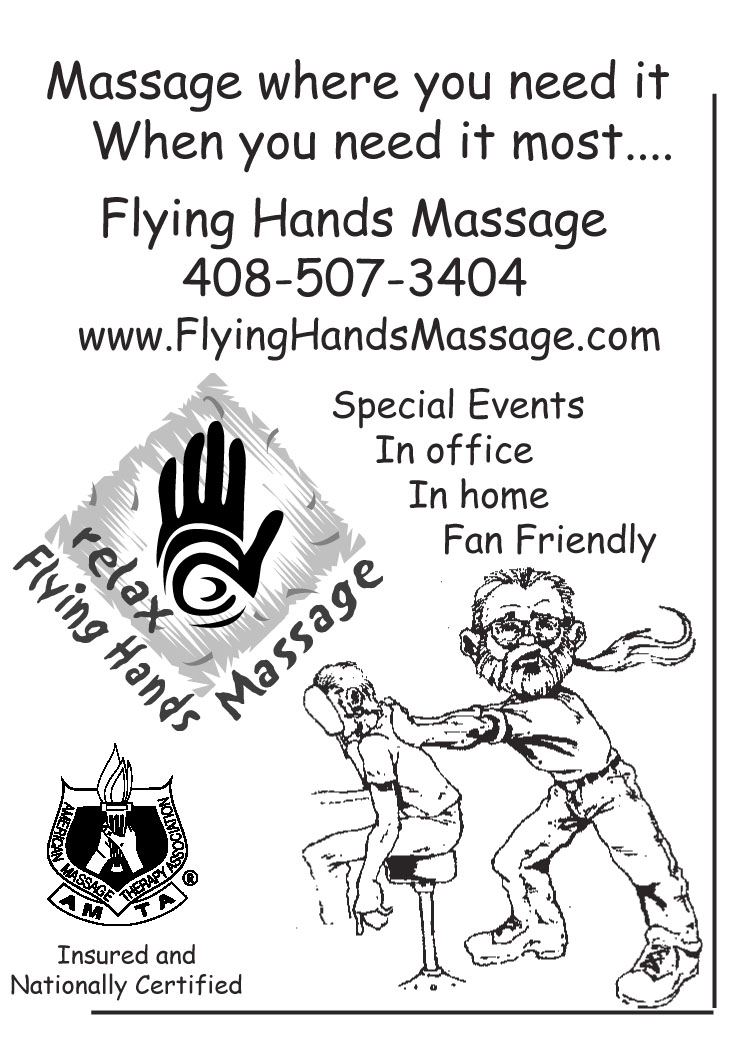 Massage where you need it
When you need it most....
Flying Hands Massage
408-507-3404
www.FlyingHandsMassage.com
Special Events
In office
In home
Fan Friendly
relax
Flying Hands
Massage
AMERICAN MASSAGE THERAPY ASSOCIATION
AMTA®
Insured and
Nationally Certified